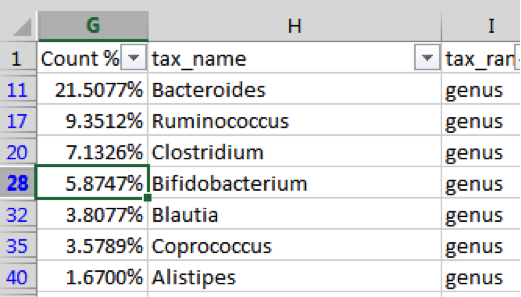 G H I
1 Count % tax_name tax_ran
11 21.5077% Bacteroides genus
17 9.3512% Ruminococcus genus
20 7.1326% Clostridium genus
28 5.8747% Bifidobacterium genus
32 3.8077% Blautia genus
35 3.5789% Coprococcus genus
40 1.6700% Alistipes genus